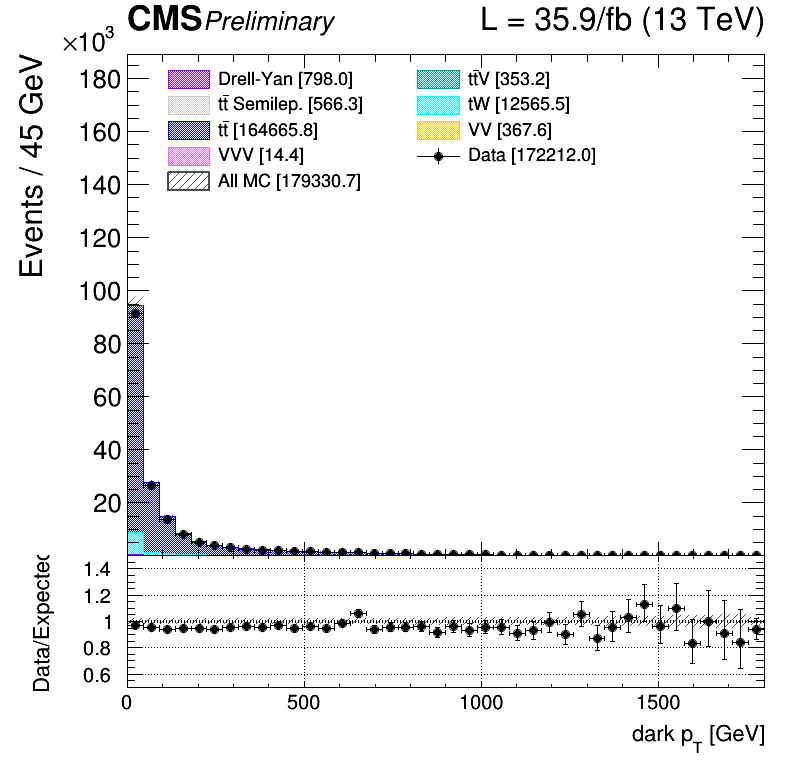 CMS Preliminary L = 35.9/fb (13 TeV)
×10³
Events / 45 GeV
180
160
140
120
100
80
60
40
20
Drell-Yan [798.0]
tt̄ Semilep. [566.3]
tt̄ [164665.8]
VVV [14.4]
All MC [179330.7]
tt̄V [353.2]
tW [12565.5]
VV [367.6]
Data [172212.0]
Data/Expected
1.4
1.2
1
0.8
0.6
0 500 1000 1500
dark p_T [GeV]